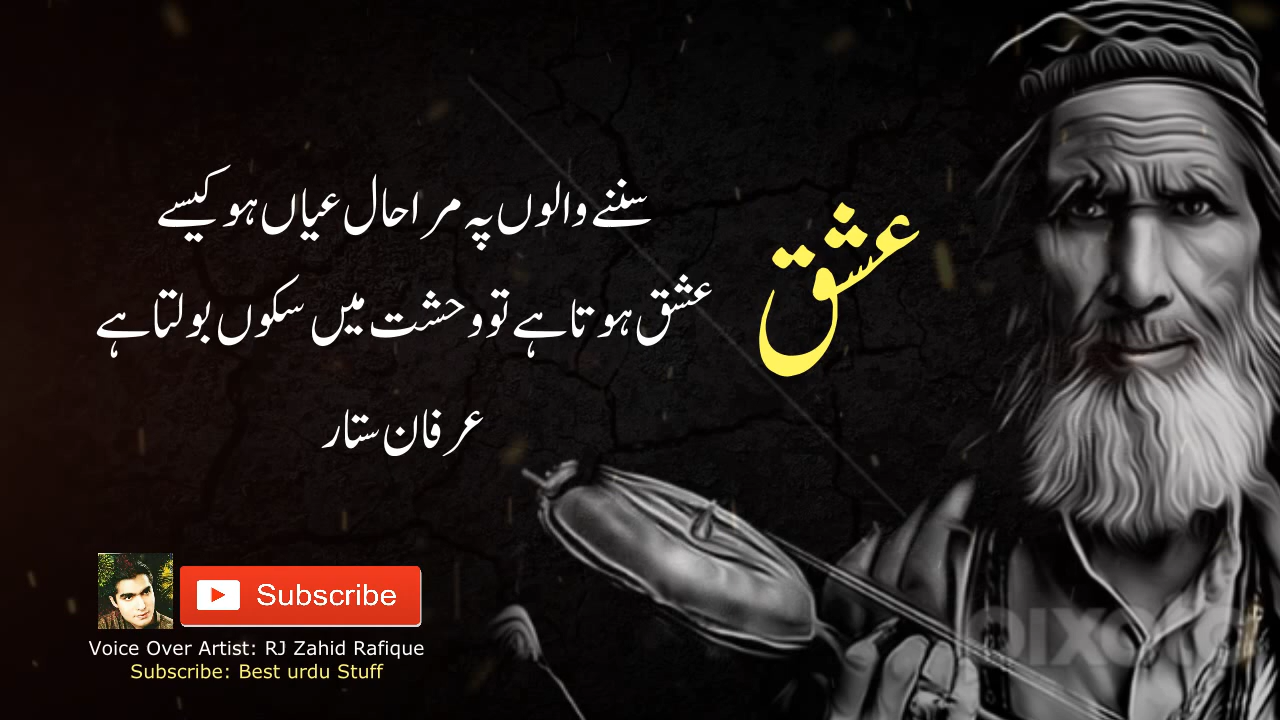 عشق
سننے والوں پہ مرا حال عیاں ہو کیسے
عشق ہوتا ہے تو وحشت میں سکوں بولتا ہے
عرفان ستار
Subscribe
Voice Over Artist: RJ Zahid Rafique
Subscribe: Best urdu Stuff